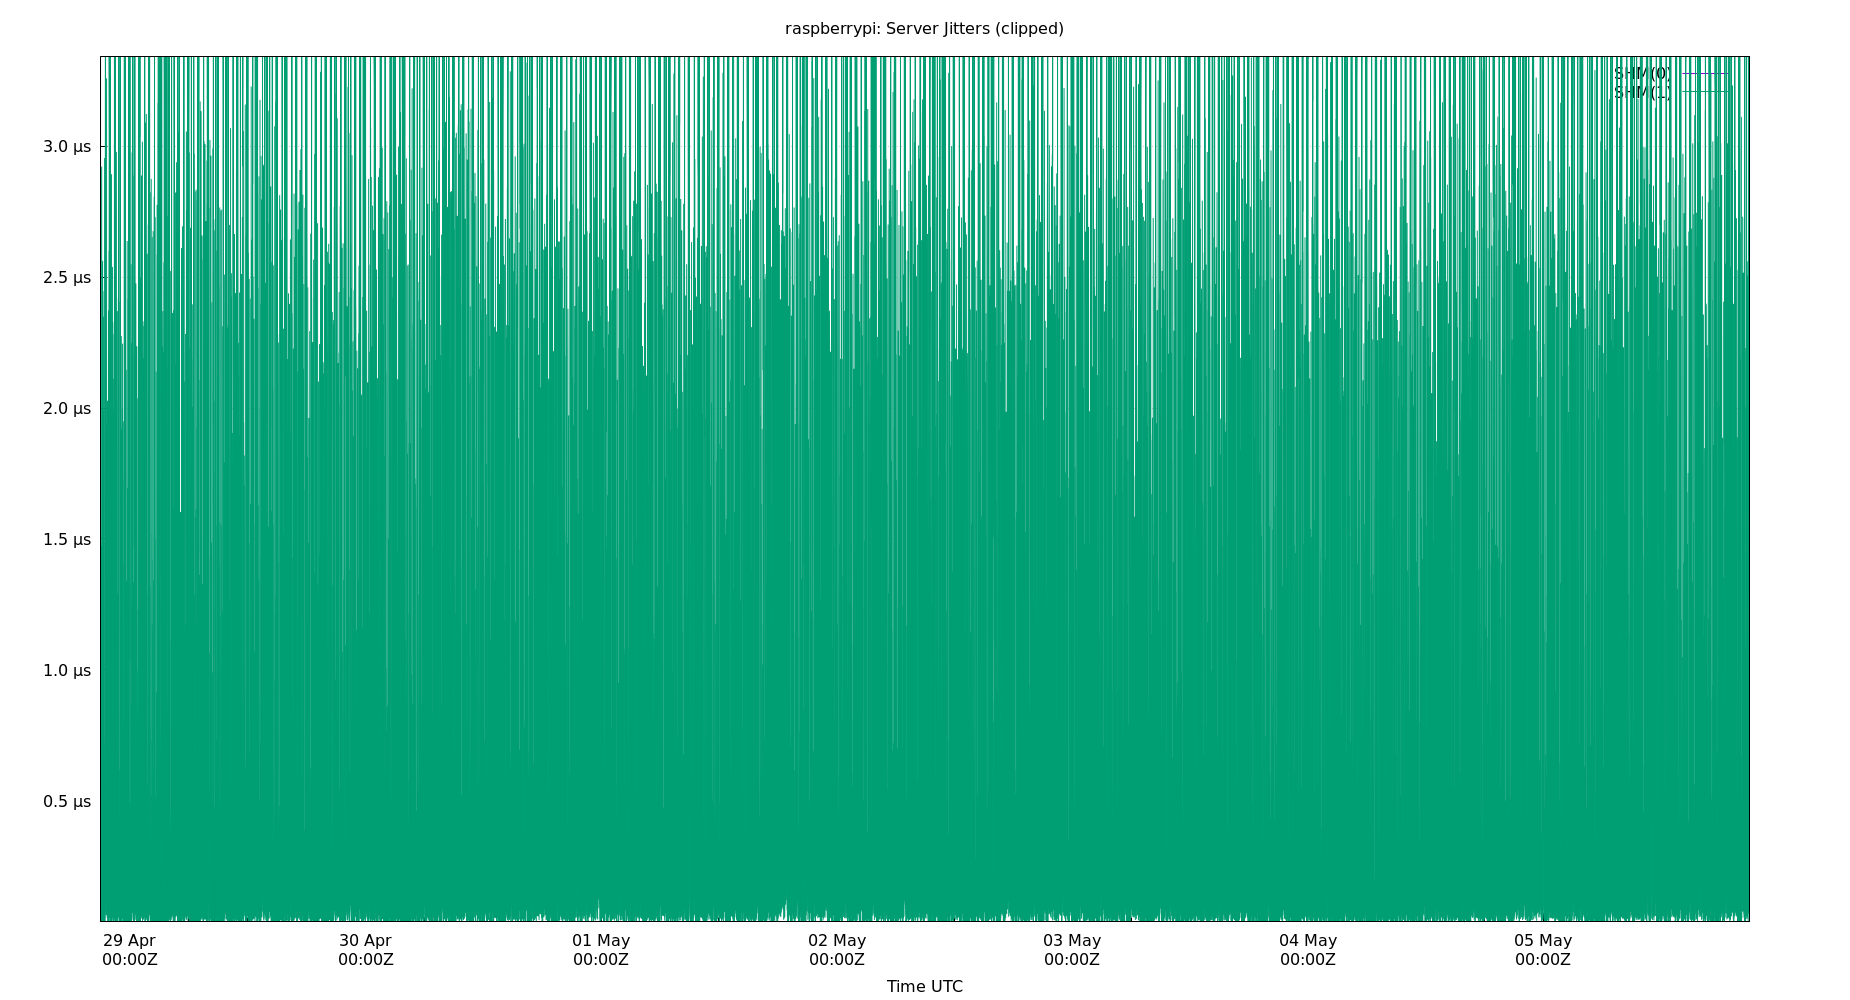 raspberrypi: Server Jitters (clipped)
SHM(0)
SHM(1)
3.0 μs
2.5 μs
2.0 μs
1.5 μs
1.0 μs
0.5 μs
29 Apr 30 Apr 01 May 02 May 03 May 04 May 05 May
00:00Z 00:00Z 00:00Z 00:00Z 00:00Z 00:00Z 00:00Z
Time UTC